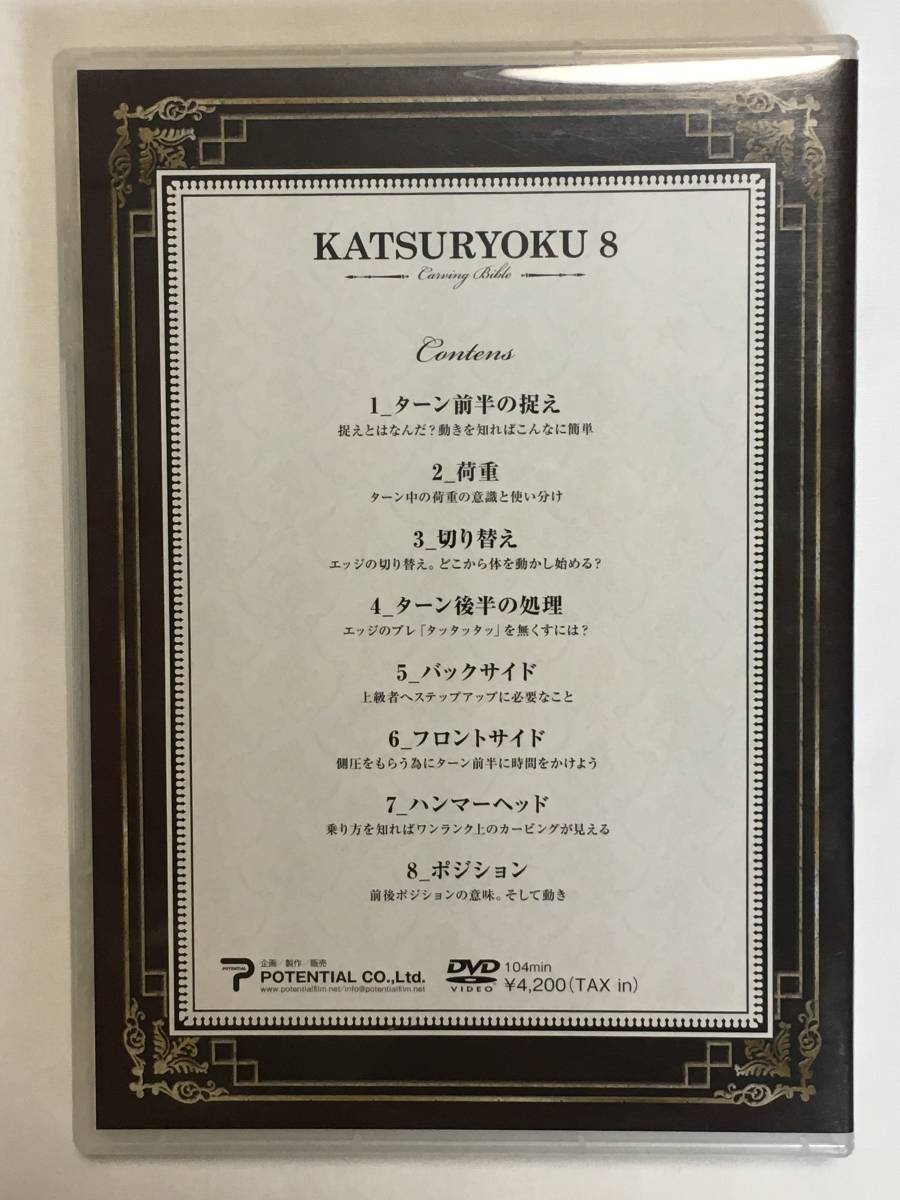 KATSURYOKU 8
Carving Bible
Contens
1_ターン前半の捉え
捉えとはなんだ？動きを知ればこんなに簡単
2_荷重
ターン中の荷重の意識と使い分け
3_切り替え
エッジの切り替え。どこから体を動かし始める？
4_ターン後半の処理
エッジのブレ「タッタッタッ」を無くすには？
5_バックサイド
上級者へステップアップに必要なこと
6_フロントサイド
側圧をもらう為にターン前半に時間をかけよう
7_ハンマーヘッド
乗り方を知ればワンランク上のカービングが見える
8_ポジション
前後ポジションの意味。そして動き
POTENTIAL
企画／製作／販売
POTENTIAL CO.,Ltd.
www.potentialfilm.net/info@potentialfilm.net
DVD VIDEO
104min
¥4,200（TAX in）